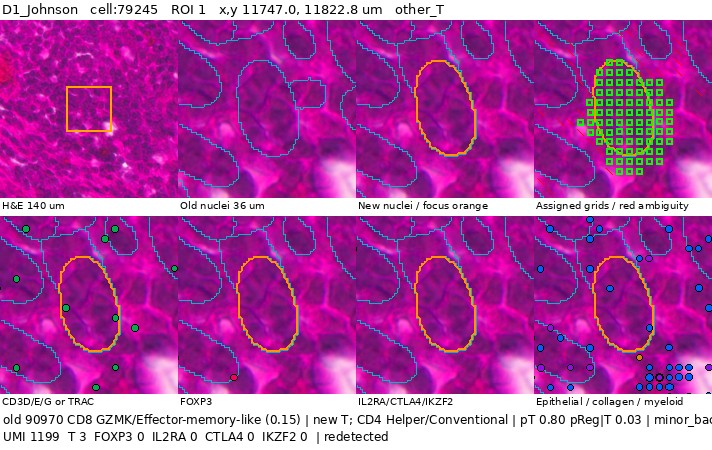 D1_Johnson cell:79245 ROI 1 x,y 11747.0, 11822.8 um other_T
H&E 140 um
Old nuclei 36 um
New nuclei / focus orange
Assigned grids / red ambiguity
CD3D/E/G or TRAC
FOXP3
IL2RA/CTLA4/IKZF2
Epithelial / collagen / myeloid
old 90970 CD8 GZMK/Effector-memory-like (0.15) | new T; CD4 Helper/Conventional | pT 0.80 pReg|T 0.03 | minor_bac
UMI 1199 T 3 FOXP3 0 IL2RA 0 CTLA4 0 IKZF2 0 | redetected